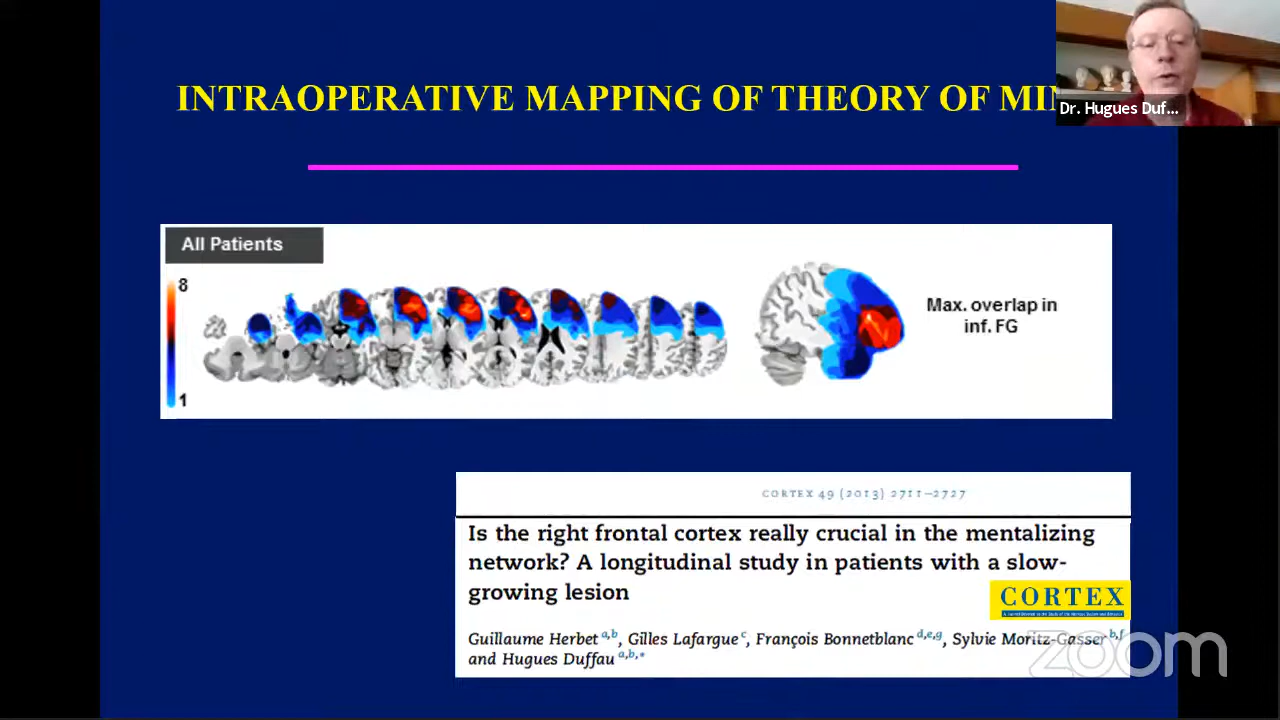 INTRAOPERATIVE MAPPING OF THEORY OF MIN
Dr. Hugues Duf...
All Patients
8
1
Max. overlap in
inf. FG
CORTEX 49 (2013) 2711–2727
Is the right frontal cortex really crucial in the mentalizing
network? A longitudinal study in patients with a slow-
growing lesion
CORTEX
Guillaume Herbet a,b, Gilles Lafargue c, François Bonnetblanc d,e,g, Sylvie Moritz-Gasser b,f
and Hugues Duffau a,b,*
zoom